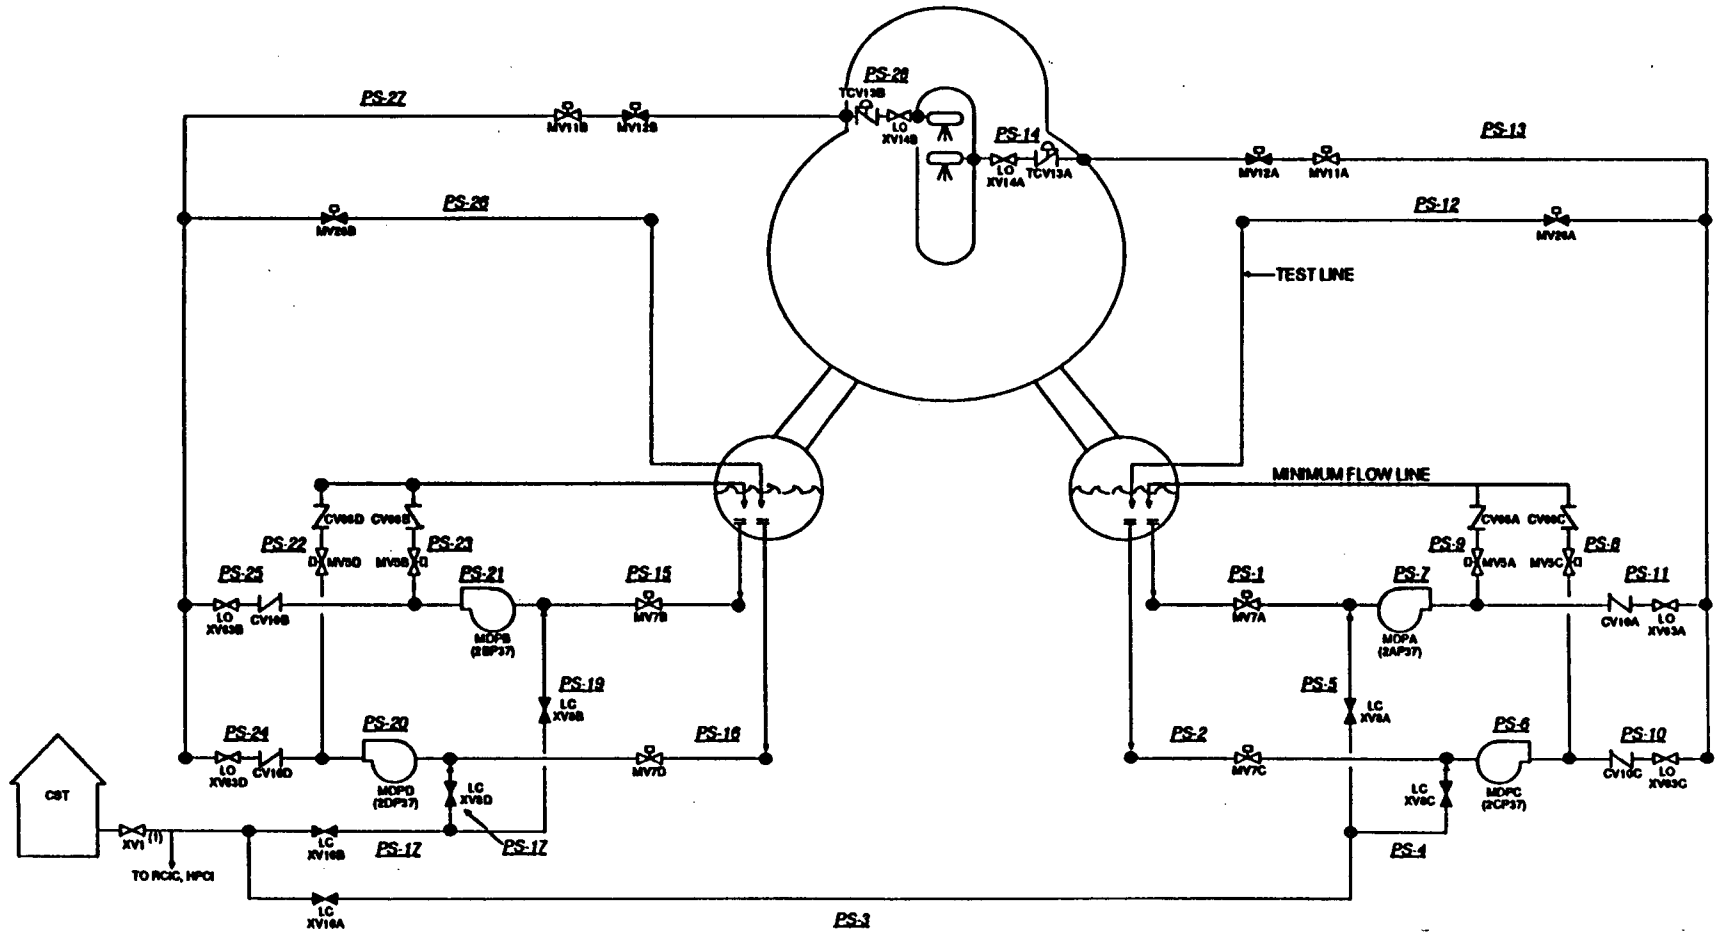 PS-28
TCV13B
PS-27
MV11B
MV12B
LO
XV14B
PS-14
LO
XV14A
TCV13A
PS-13
MV12A
MV11A
PS-26
MV26B
PS-12
MV26A
TEST LINE
MINIMUM FLOW LINE
CV66D
CV66B
CV66A
CV66C
PS-22
PS-23
MV5D
MV5B
PS-9
PS-8
MV5A
MV5C
PS-25
PS-21
PS-15
PS-1
PS-7
PS-11
LO
XV63B
CV10B
MDPB
(2BP37)
MV7B
MV7A
MDPA
(2AP37)
CV10A
LO
XV63A
PS-19
LC
XV8B
PS-5
LC
XV8A
PS-24
PS-20
PS-16
PS-2
PS-6
PS-10
LO
XV63D
CV10D
MDPD
(2DP37)
LC
XV8D
MV7D
MV7C
LC
XV8C
MDPC
(2CP37)
CV10C
LO
XV63C
CST
XV1 (1)
LC
XV16B
PS-17
PS-17
PS-4
TO RCIC, HPCI
LC
XV16A
PS-3